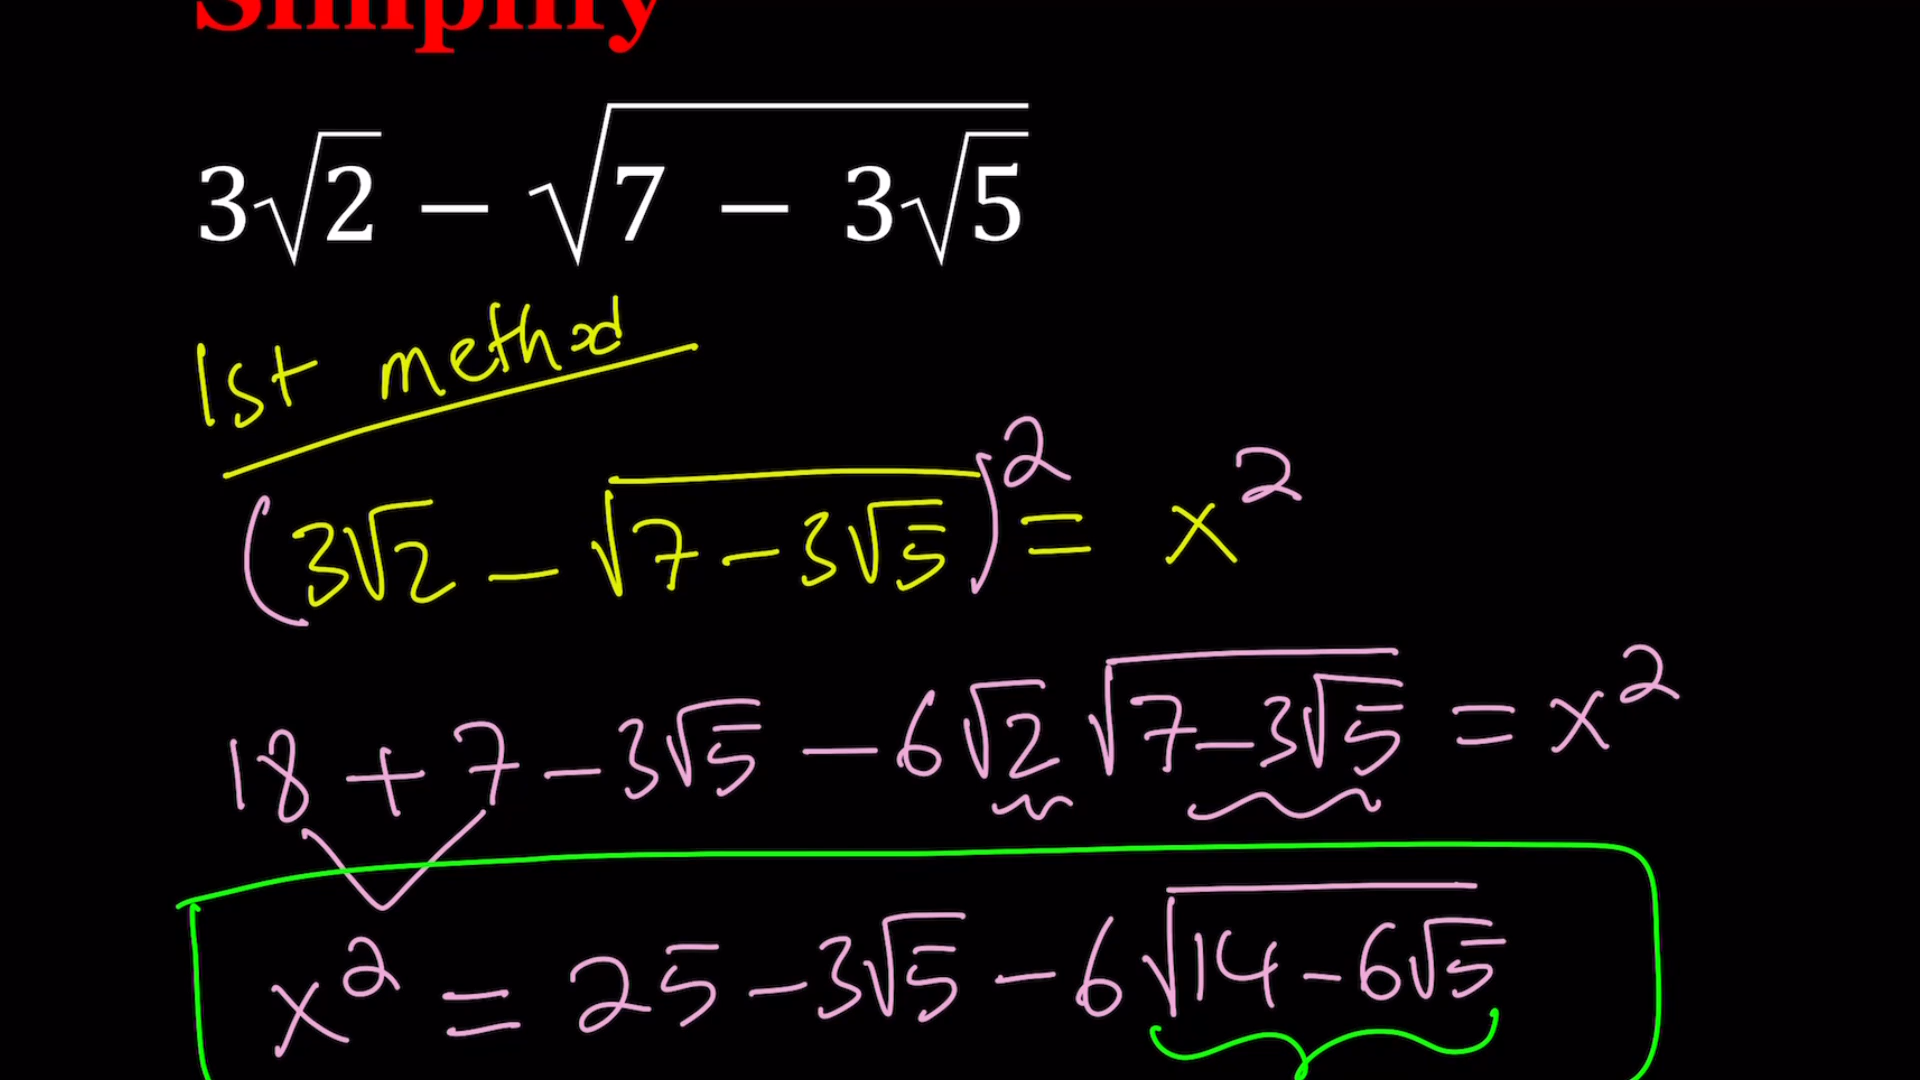 Simplify
3√2 − √(7 − 3√5)
1st method
(3√2 − √(7 − 3√5))² = x²
18 + 7 − 3√5 − 6√2 √(7 − 3√5) = x²
x² = 25 − 3√5 − 6√(14 − 6√5)